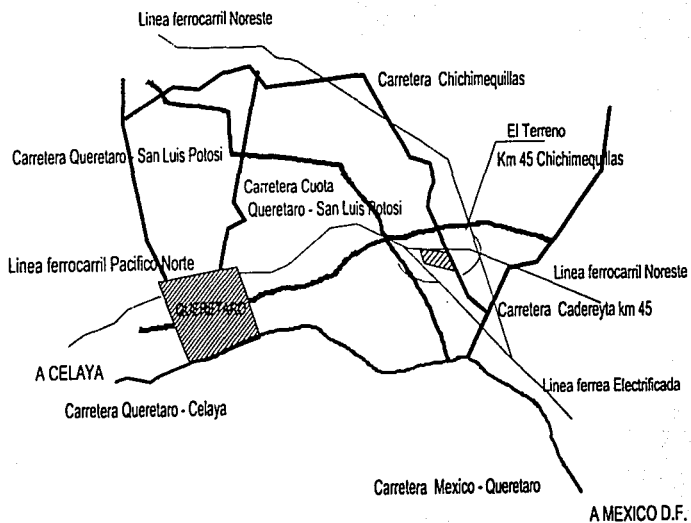 Linea ferrocarril Noreste
Carretera Chichimequillas
El Terreno
Km 45 Chichimequillas
Carretera Queretaro - San Luis Potosi
Carretera Cuota
Queretaro - San Luis Potosi
Linea ferrocarril Pacifico Norte
Linea ferrocarril Noreste
QUERETARO
Carretera Cadereyta km 45
A CELAYA
Linea ferrea Electrificada
Carretera Queretaro - Celaya
Carretera Mexico - Queretaro
A MEXICO D.F.